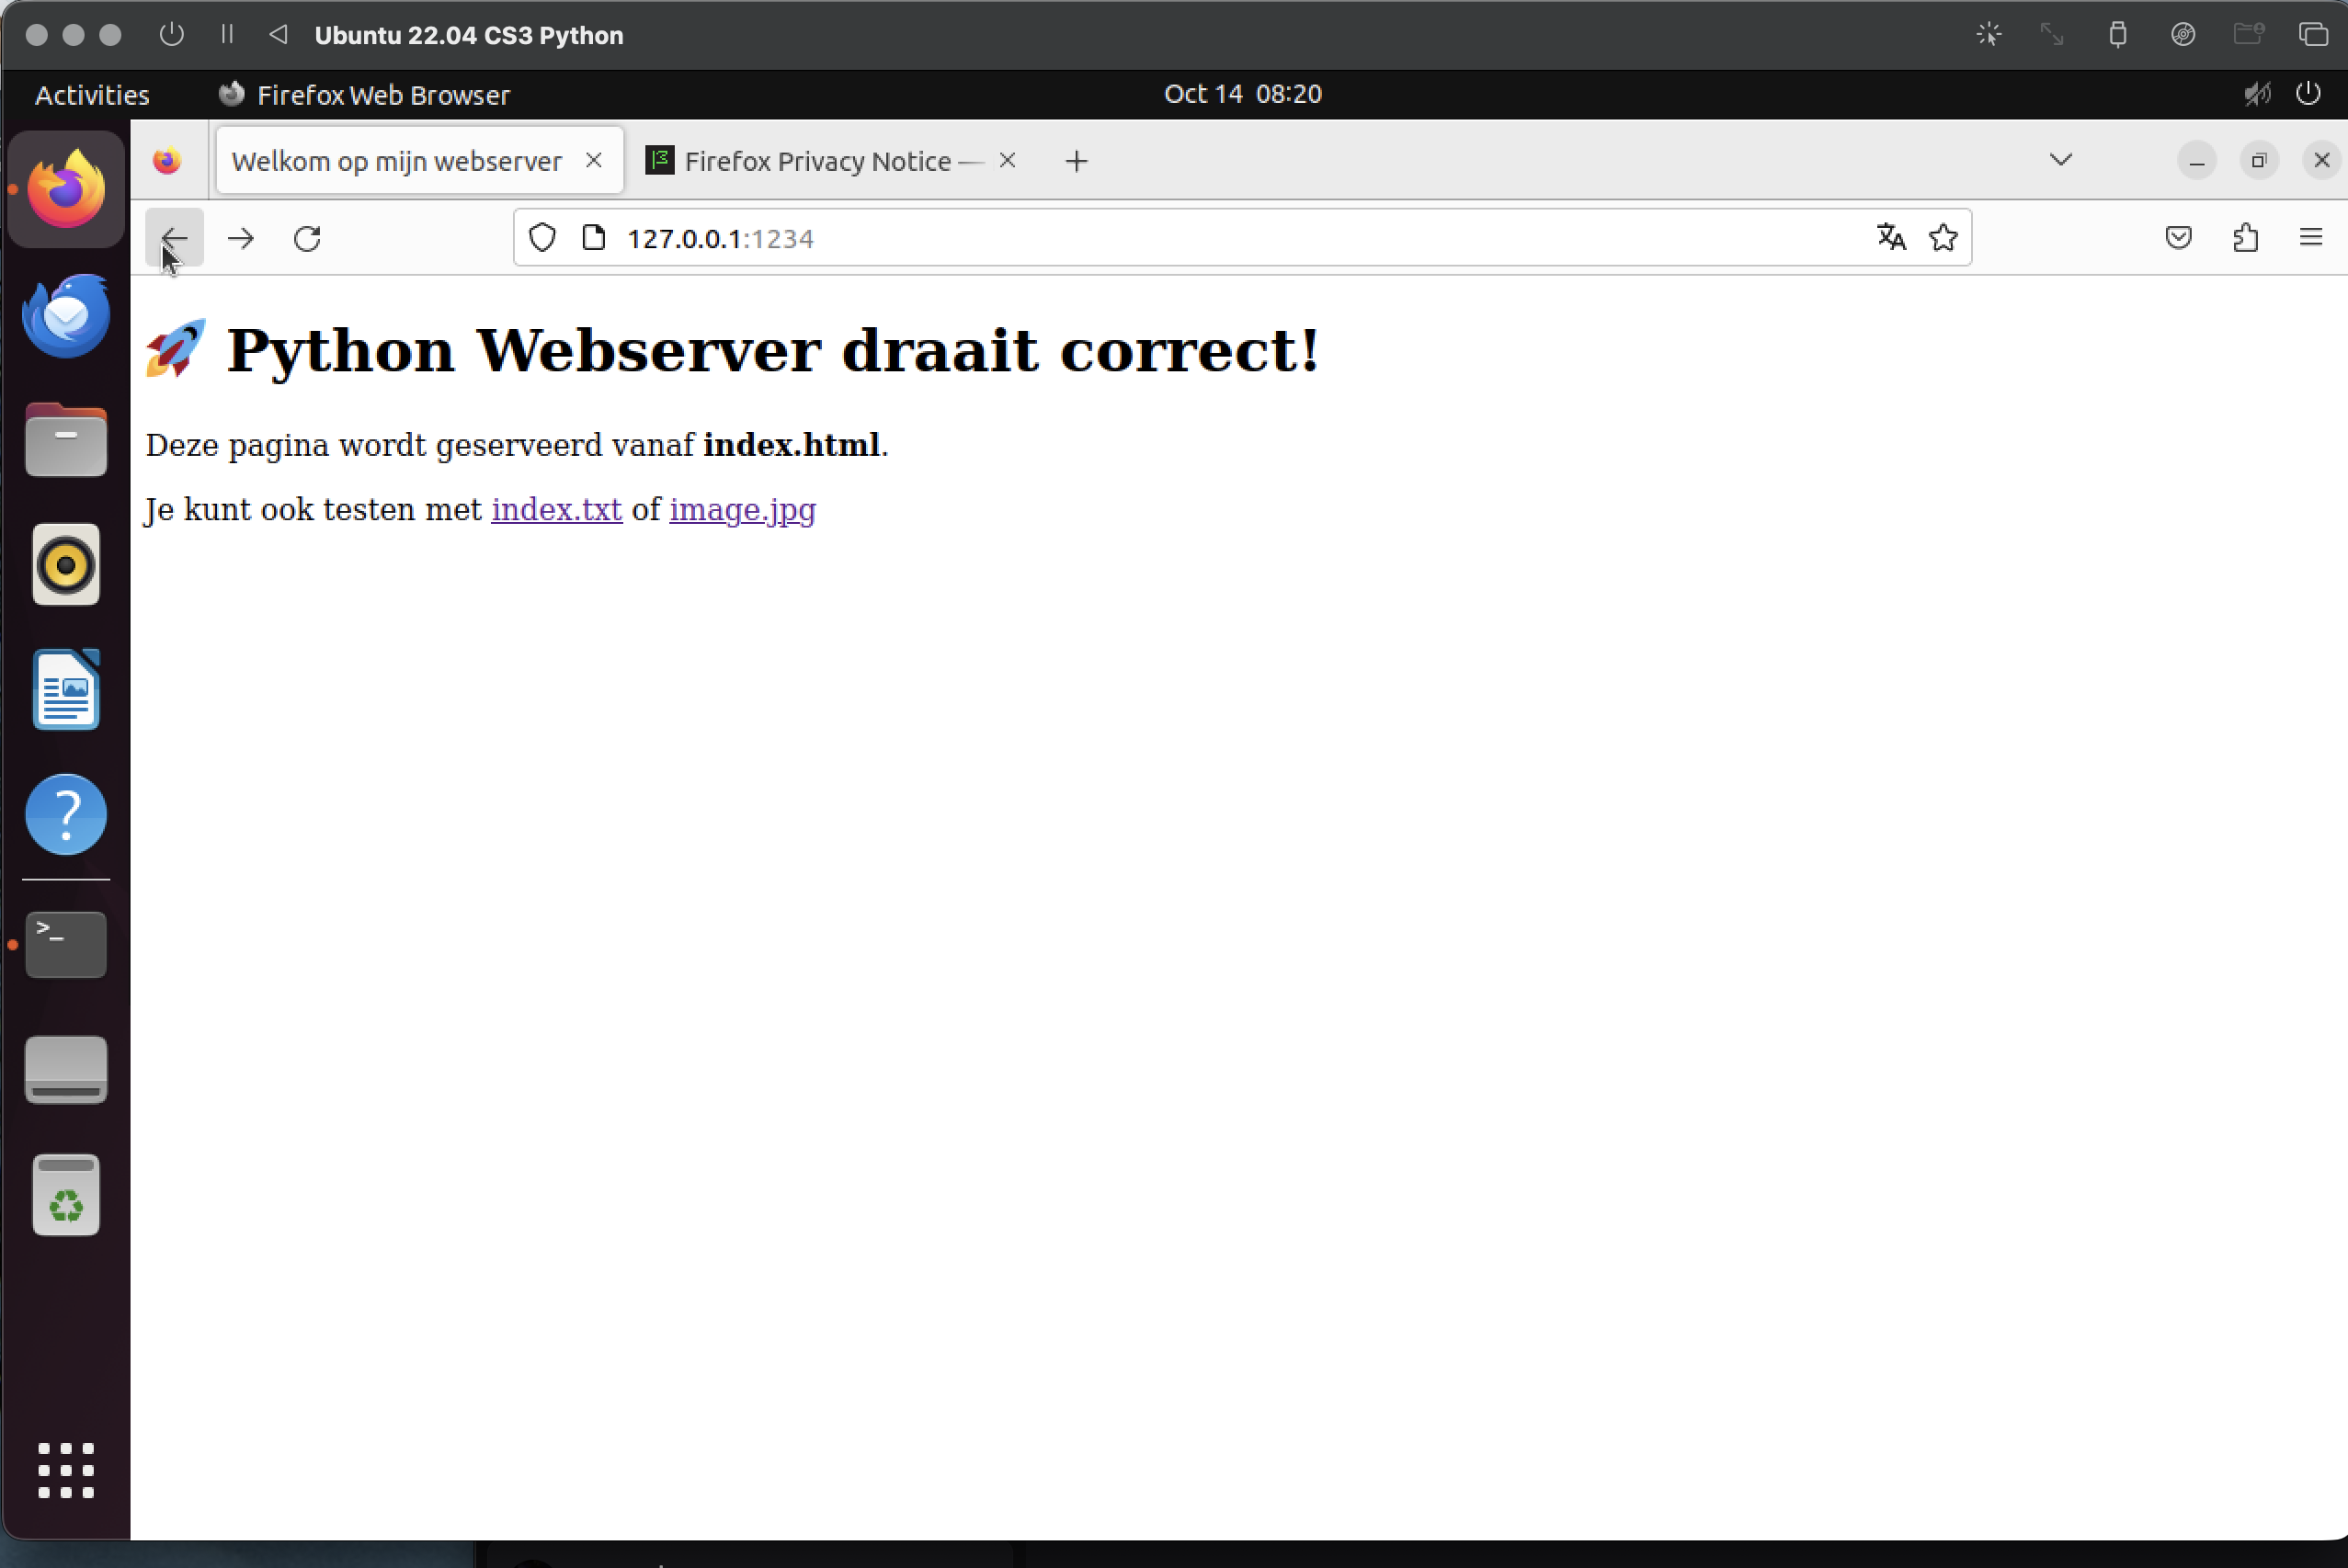 Ubuntu 22.04 CS3 Python
Activities Firefox Web Browser Oct 14 08:20
Welkom op mijn webserver Firefox Privacy Notice —
127.0.0.1:1234
🚀 Python Webserver draait correct!
Deze pagina wordt geserveerd vanaf index.html.
Je kunt ook testen met index.txt of image.jpg